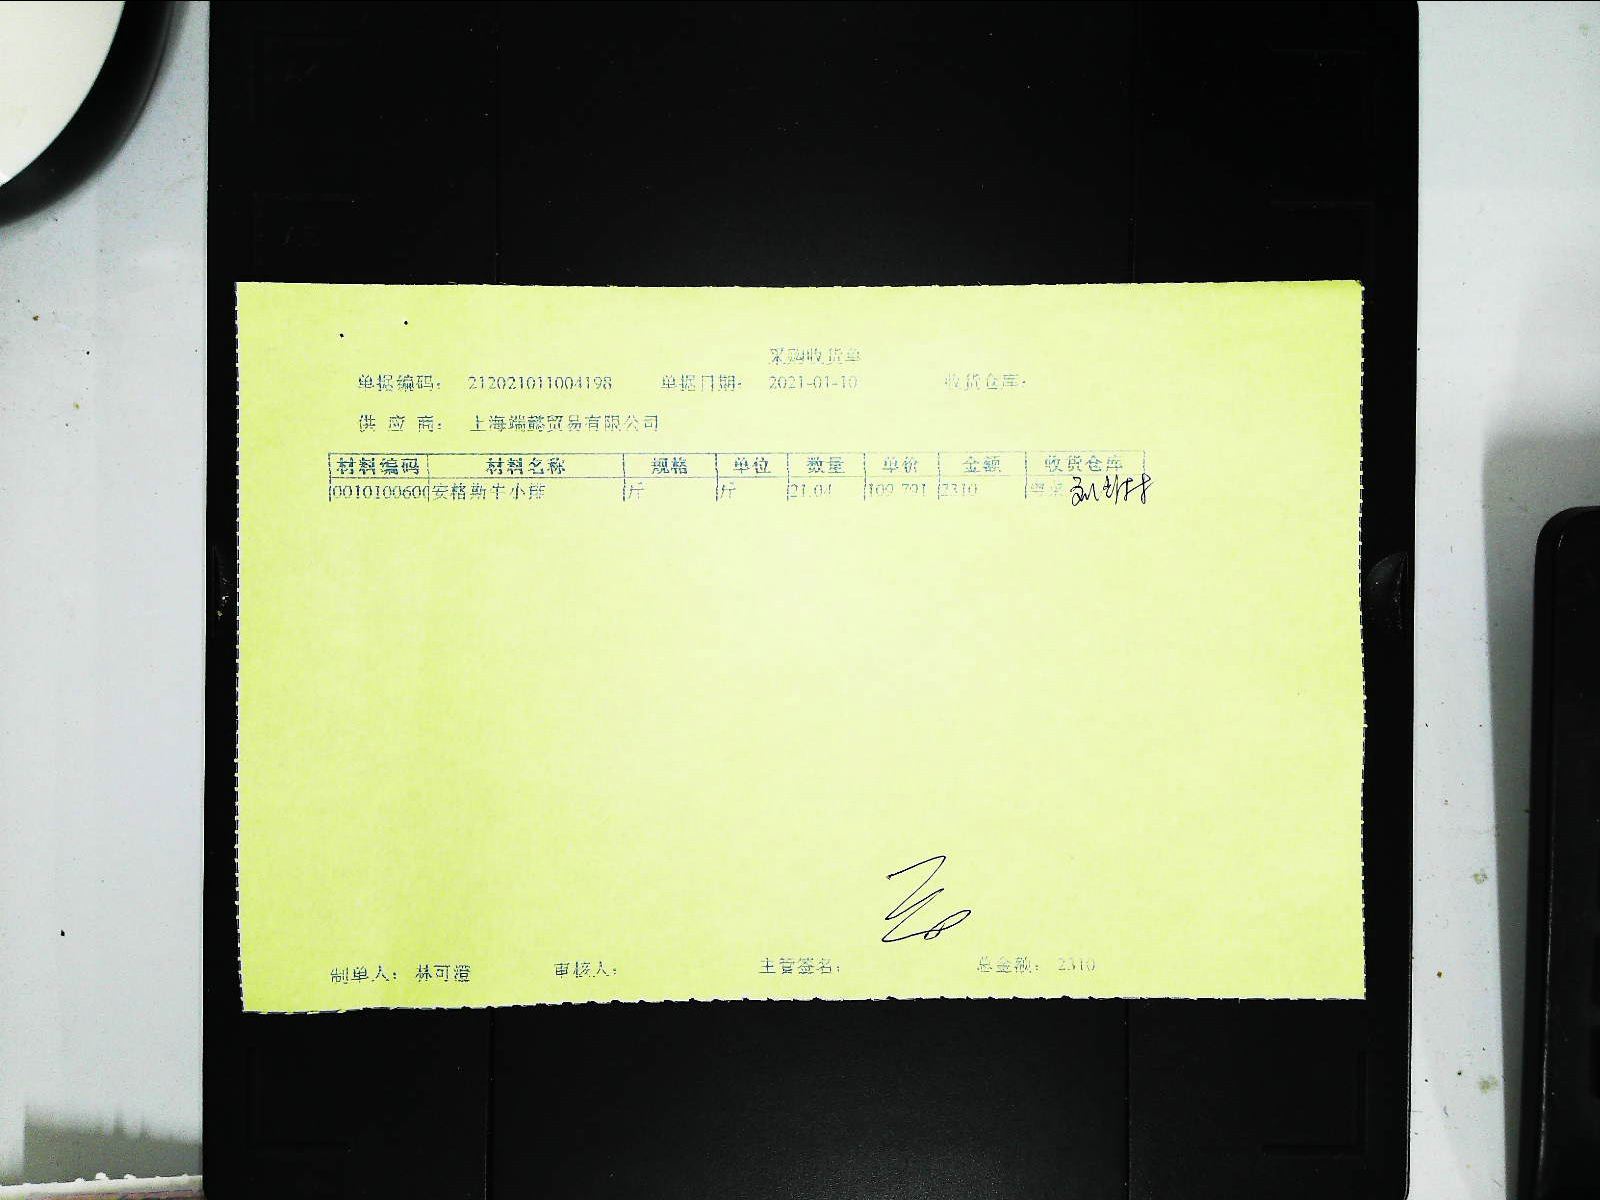 采购收货单
单据编码： 212021011004198 单据日期： 2021-01-10 收货仓库：
供 应 商： 上海端懿贸易有限公司
材料编码 材料名称 规格 单位 数量 单价 金额 收货仓库
0010100600 安格斯牛小排 斤 斤 21.04 109.791 2310
制单人： 林可澄 审核人： 主管签名： 总金额： 2310